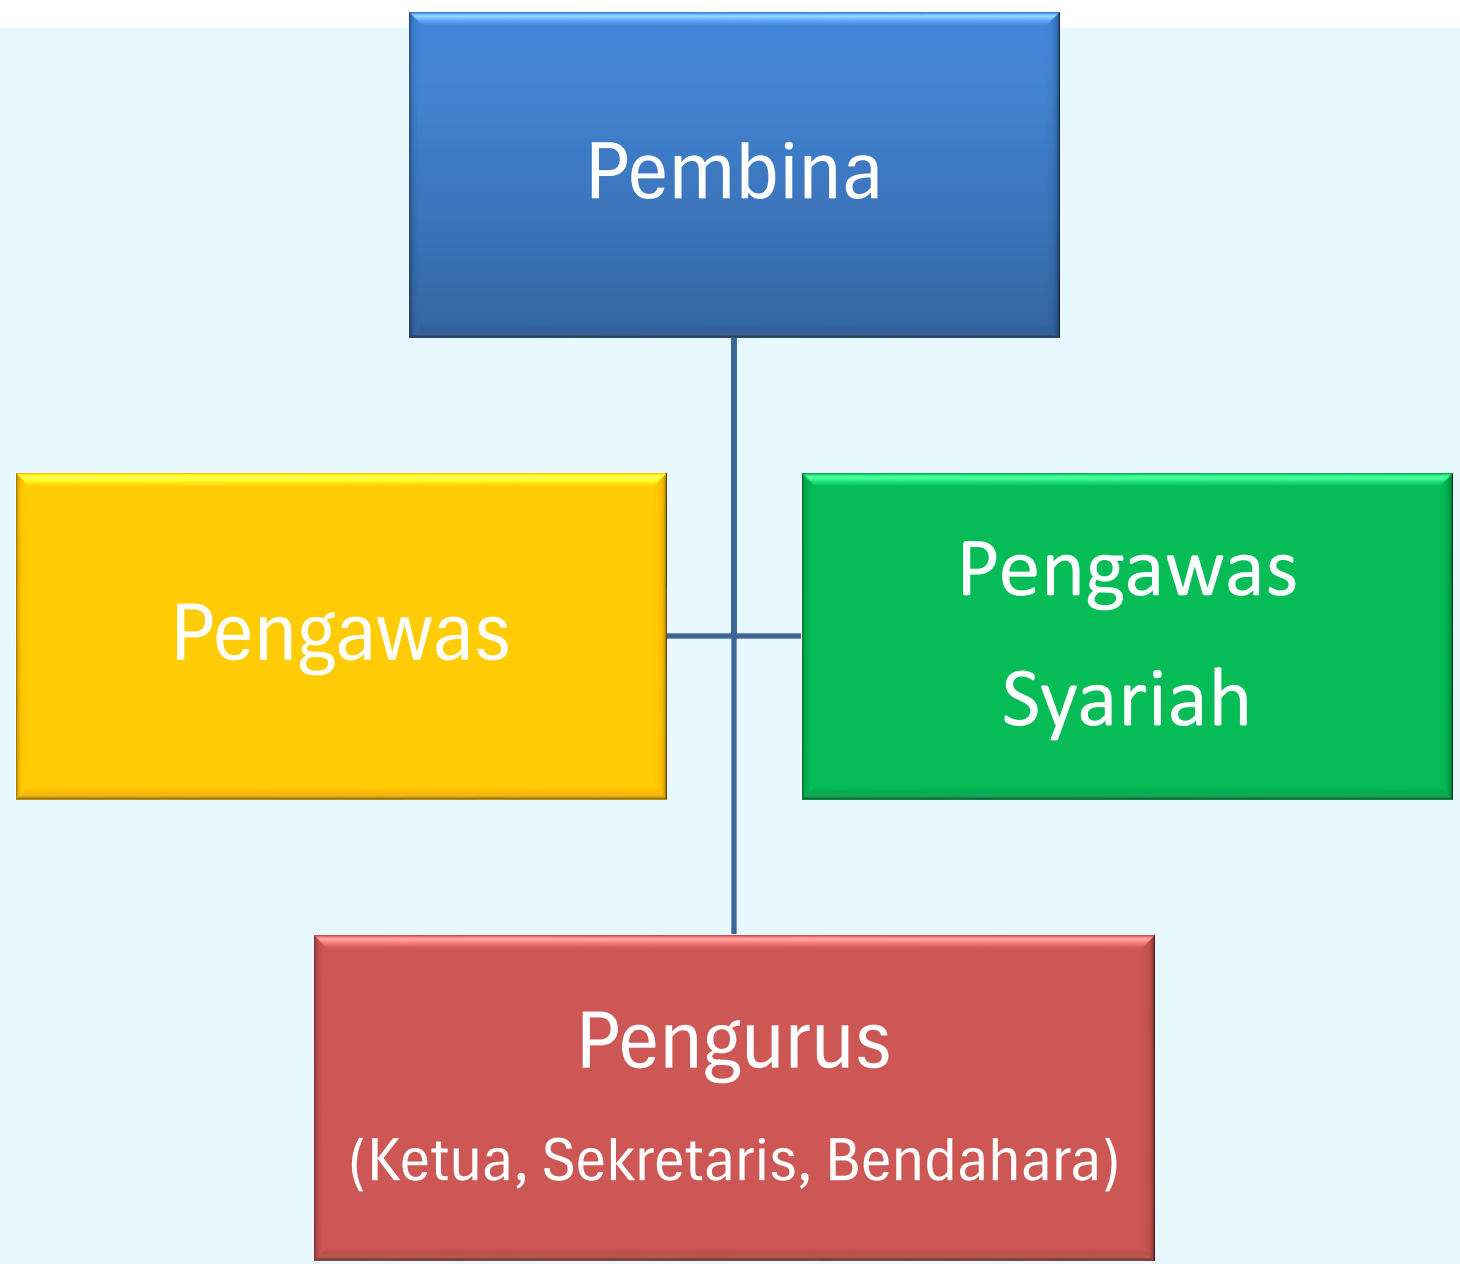 Pembina
Pengawas
Pengawas
Syariah
Pengurus
(Ketua, Sekretaris, Bendahara)